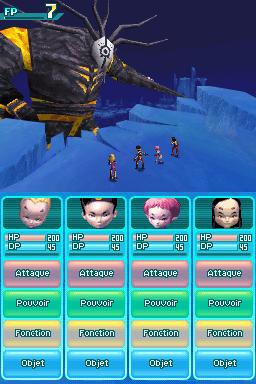 FP 7
HP 200 HP 200 HP 200 HP 200
DP 45 DP 45 DP 45 DP 45
Attaque Attaque Attaque Attaque
Pouvoir Pouvoir Pouvoir Pouvoir
Fonction Fonction Fonction Fonction
Objet Objet Objet Objet